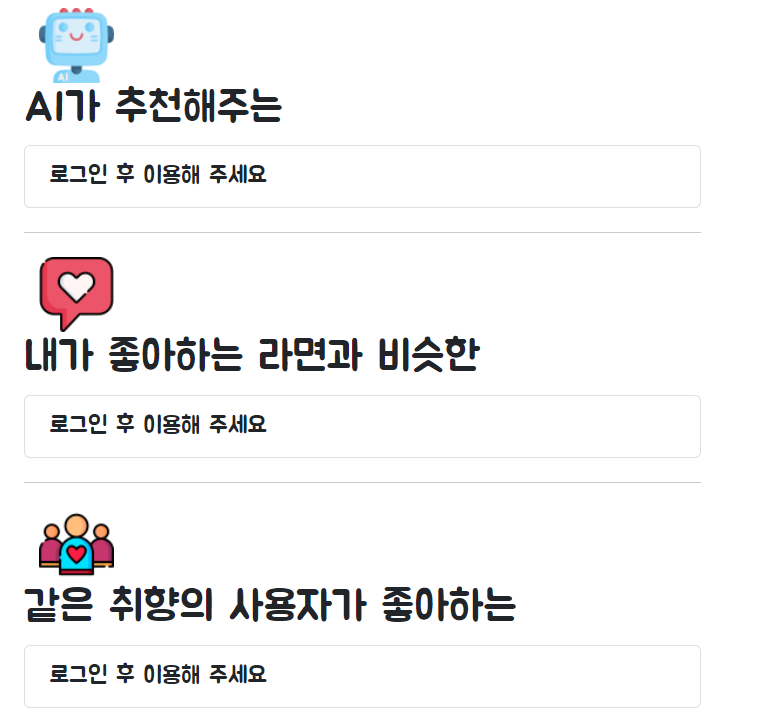 AI
AI가 추천해주는
로그인 후 이용해 주세요
내가 좋아하는 라면과 비슷한
로그인 후 이용해 주세요
같은 취향의 사용자가 좋아하는
로그인 후 이용해 주세요